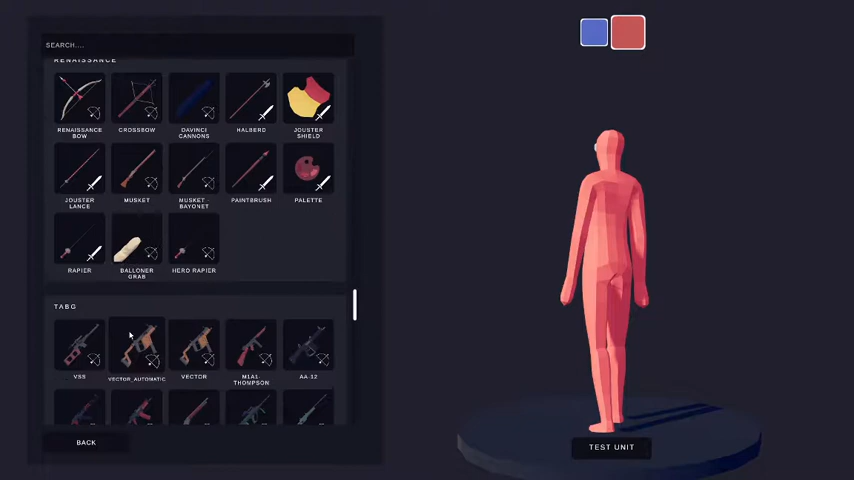 SEARCH....
RENAISSANCE
RENAISSANCE
BOW
CROSSBOW
DAVINCI
CANNONS
HALBERD
JOUSTER
SHIELD
JOUSTER
LANCE
MUSKET
MUSKET -
BAYONET
PAINTBRUSH
PALETTE
RAPIER
BALLONER
GRAB
HERO RAPIER
TABG
VSS
VECTOR_AUTOMATIC
VECTOR
M1A1-
THOMPSON
AA-12
BACK
TEST UNIT